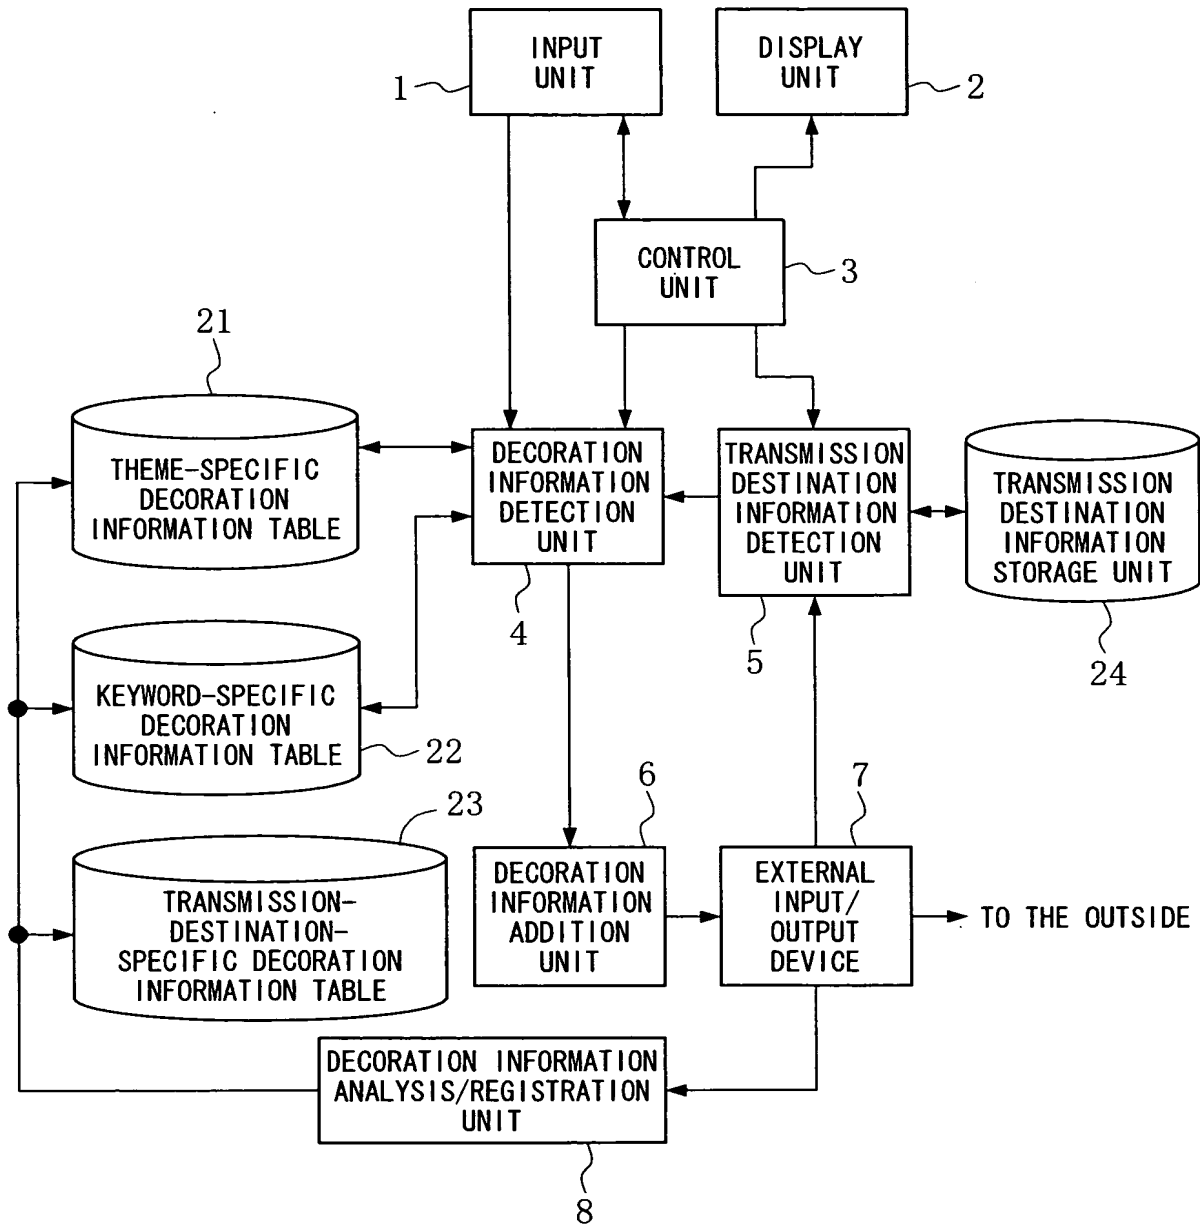 INPUT
UNIT
1
DISPLAY
UNIT
2
CONTROL
UNIT
3
21
THEME-SPECIFIC
DECORATION
INFORMATION TABLE
DECORATION
INFORMATION
DETECTION
UNIT
4
TRANSMISSION
DESTINATION
INFORMATION
DETECTION
UNIT
5
TRANSMISSION
DESTINATION
INFORMATION
STORAGE UNIT
24
KEYWORD-SPECIFIC
DECORATION
INFORMATION TABLE
22
23
TRANSMISSION-
DESTINATION-
SPECIFIC DECORATION
INFORMATION TABLE
6
DECORATION
INFORMATION
ADDITION
UNIT
7
EXTERNAL
INPUT/
OUTPUT
DEVICE
TO THE OUTSIDE
DECORATION INFORMATION
ANALYSIS/REGISTRATION
UNIT
8